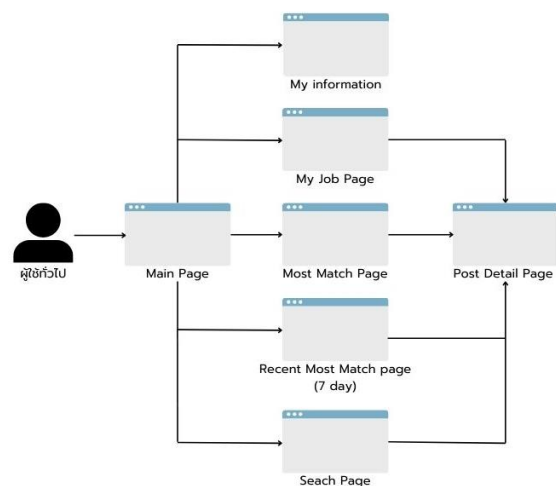 My information
My Job Page
ผู้ใช้ทั่วไป
Main Page
Most Match Page
Post Detail Page
Recent Most Match page
(7 day)
Seach Page